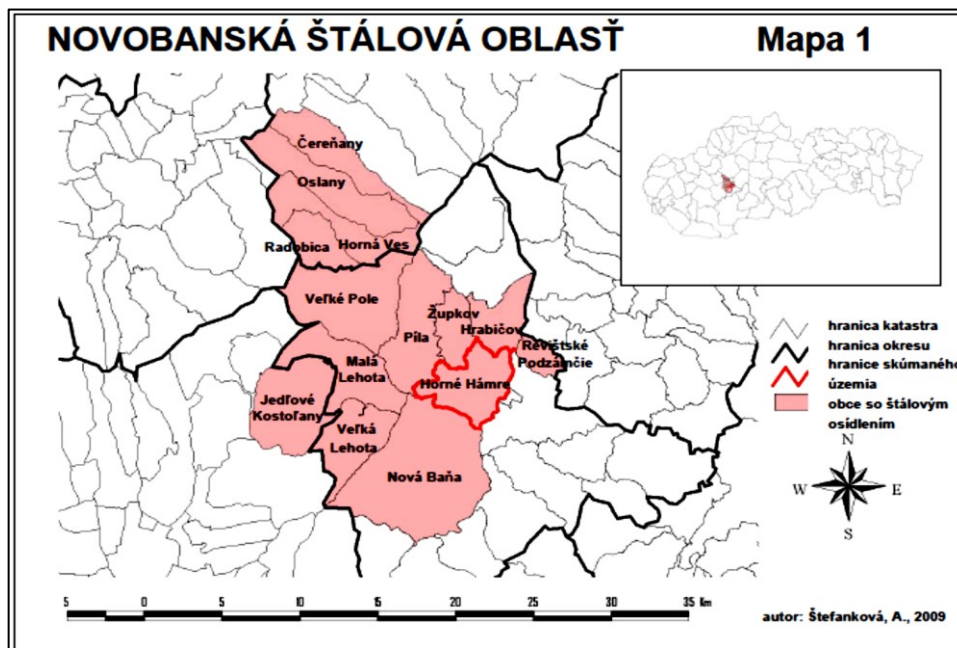 NOVOBANSKÁ ŠTÁLOVÁ OBLASŤ
Mapa 1
Čereňany
Oslany
Radobica
Horná Ves
Veľké Pole
Píla
Župkov
Hrabičov
Revištské
Podzámčie
Malá
Lehota
Horné Hámre
Jedľové
Kostoľany
Veľká
Lehota
Nová Baňa
hranica katastra
hranica okresu
hranice skúmaného
územia
obce so štálovým
osídlením
N
W
E
S
5 0 5 10 15 20 25 30 35 Km
autor: Štefanková, A., 2009